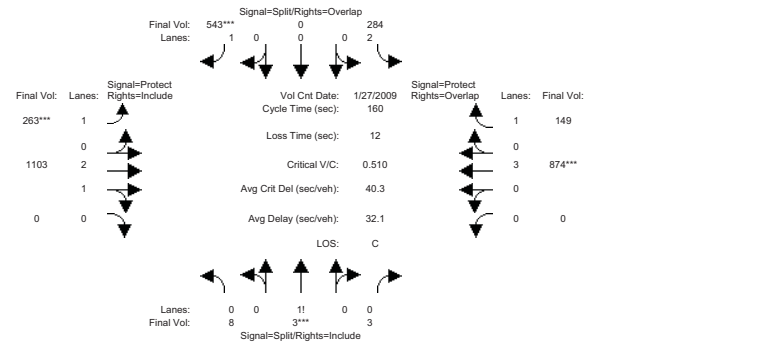 Signal=Split/Rights=Overlap
Final Vol: 543*** 0 284
Lanes: 1 0 0 0 2
Signal=Protect
Final Vol: Lanes: Rights=Include
Vol Cnt Date: 1/27/2009
Signal=Protect
Rights=Overlap Lanes: Final Vol:
Cycle Time (sec): 160
263*** 1
1 149
Loss Time (sec): 12
0
0
1103 2
Critical V/C: 0.510
3 874***
1
Avg Crit Del (sec/veh): 40.3
0
0 0
Avg Delay (sec/veh): 32.1
0 0
LOS: C
Lanes: 0 0 1! 0 0
Final Vol: 8 3*** 3
Signal=Split/Rights=Include